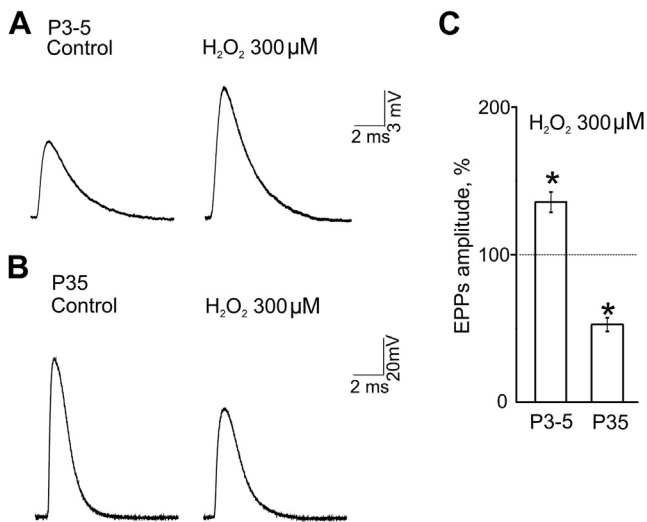 A
P3-5
Control
H₂O₂ 300 µM
2 ms
3 mV
B
P35
Control
H₂O₂ 300 µM
2 ms
20mV
C
200
H₂O₂ 300 µM
*
EPPs amplitude, %
100
*
0
P3-5 P35